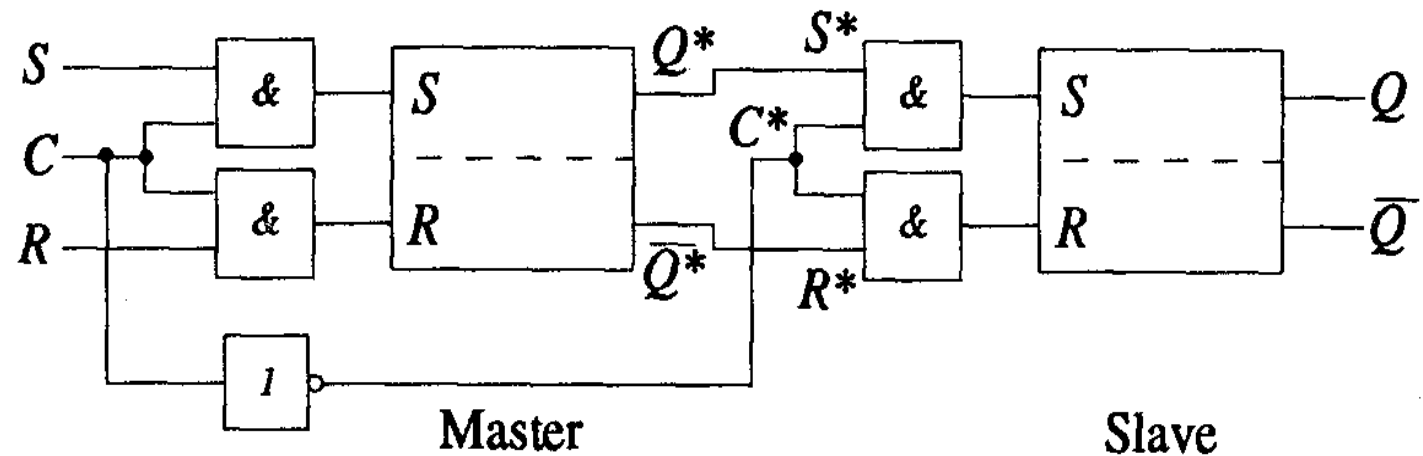 S & S Q* S* & S Q
C C*
R & R Q̅* R* & R Q̅
1
Master Slave